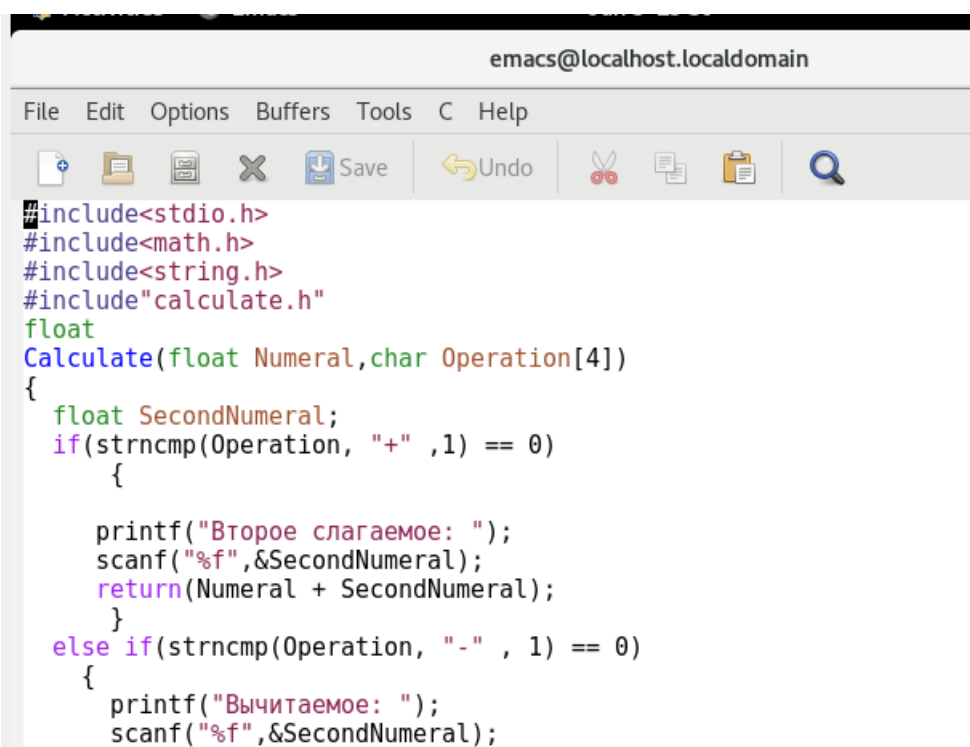 emacs@localhost.localdomain
File Edit Options Buffers Tools C Help
Save Undo
#include<stdio.h>
#include<math.h>
#include<string.h>
#include"calculate.h"
float
Calculate(float Numeral,char Operation[4])
{
  float SecondNumeral;
  if(strncmp(Operation, "+" ,1) == 0)
      {
     printf("Второе слагаемое: ");
     scanf("%f",&SecondNumeral);
     return(Numeral + SecondNumeral);
      }
  else if(strncmp(Operation, "-" , 1) == 0)
    {
      printf("Вычитаемое: ");
      scanf("%f",&SecondNumeral);